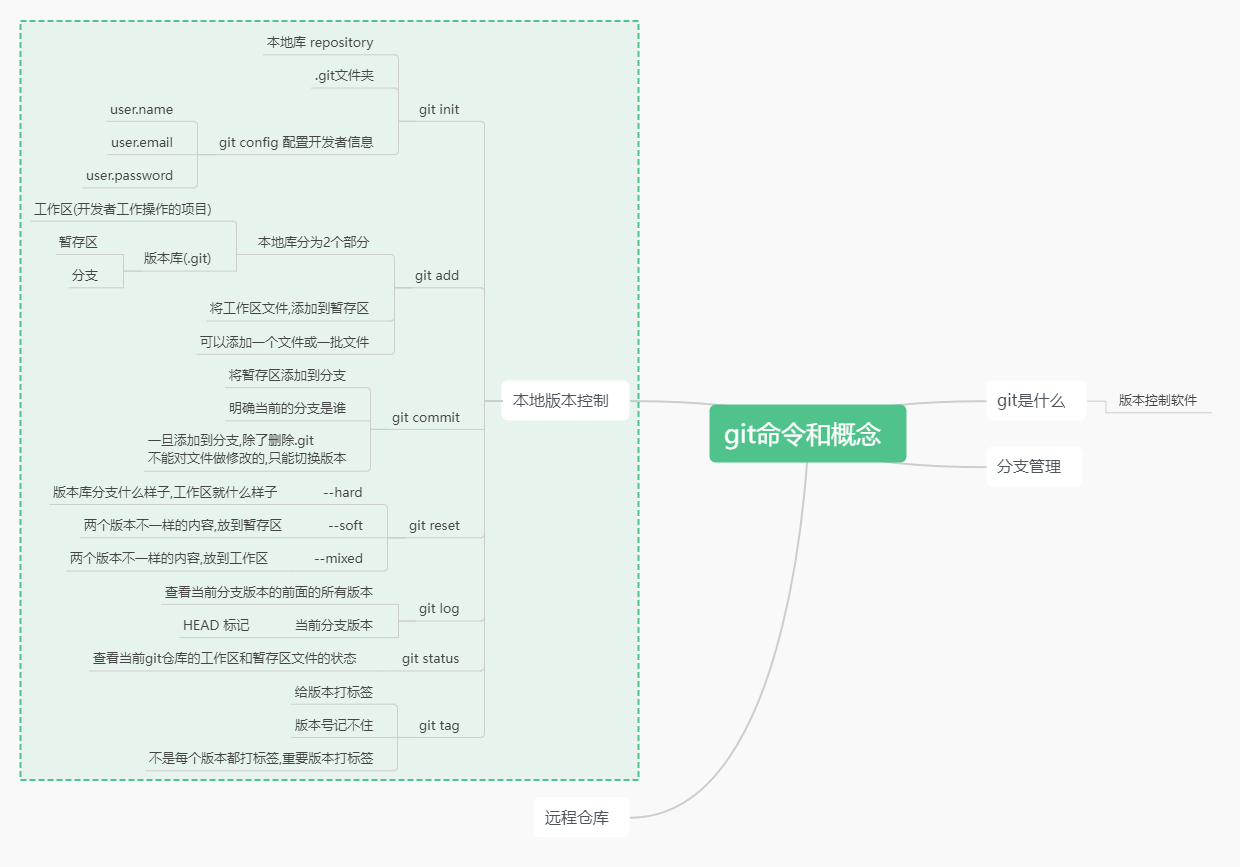 git命令和概念
git是什么
版本控制软件
分支管理
本地版本控制
git init
本地库 repository
.git文件夹
git config 配置开发者信息
user.name
user.email
user.password
git add
本地库分为2个部分
工作区(开发者工作操作的项目)
版本库(.git)
暂存区
分支
将工作区文件,添加到暂存区
可以添加一个文件或一批文件
git commit
将暂存区添加到分支
明确当前的分支是谁
一旦添加到分支,除了删除.git
不能对文件做修改的,只能切换版本
git reset
--hard
版本库分支什么样子,工作区就什么样子
--soft
两个版本不一样的内容,放到暂存区
--mixed
两个版本不一样的内容,放到工作区
git log
查看当前分支版本的前面的所有版本
当前分支版本
HEAD 标记
git status
查看当前git仓库的工作区和暂存区文件的状态
git tag
给版本打标签
版本号记不住
不是每个版本都打标签,重要版本打标签
远程仓库